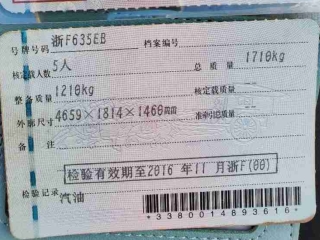 号牌号码 浙F635EB 档案编号
核定载人数 5人 总 质 量 1710kg
整备质量 1210kg 核定载质量 --
外廓尺寸 4659×1814×1460mm 准牵引总质量 --
备 注
检验有效期至2016 年 11 月浙F(00)
检验记录 汽油
*3380014693616*